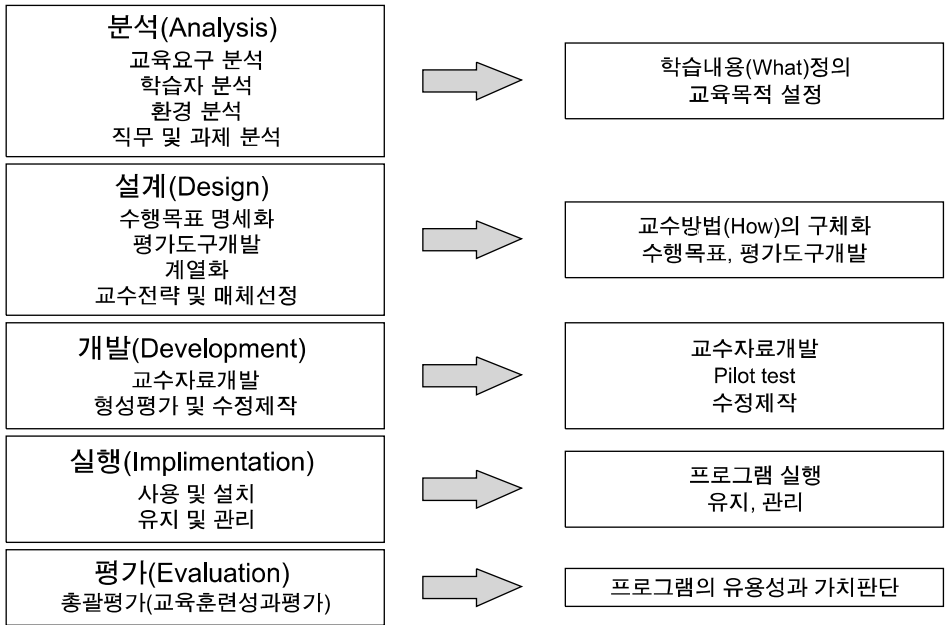 분석(Analysis)
교육요구 분석
학습자 분석
환경 분석
직무 및 과제 분석
학습내용(What)정의
교육목적 설정
설계(Design)
수행목표 명세화
평가도구개발
계열화
교수전략 및 매체선정
교수방법(How)의 구체화
수행목표, 평가도구개발
개발(Development)
교수자료개발
형성평가 및 수정제작
교수자료개발
Pilot test
수정제작
실행(Implimentation)
사용 및 설치
유지 및 관리
프로그램 실행
유지, 관리
평가(Evaluation)
총괄평가(교육훈련성과평가)
프로그램의 유용성과 가치판단